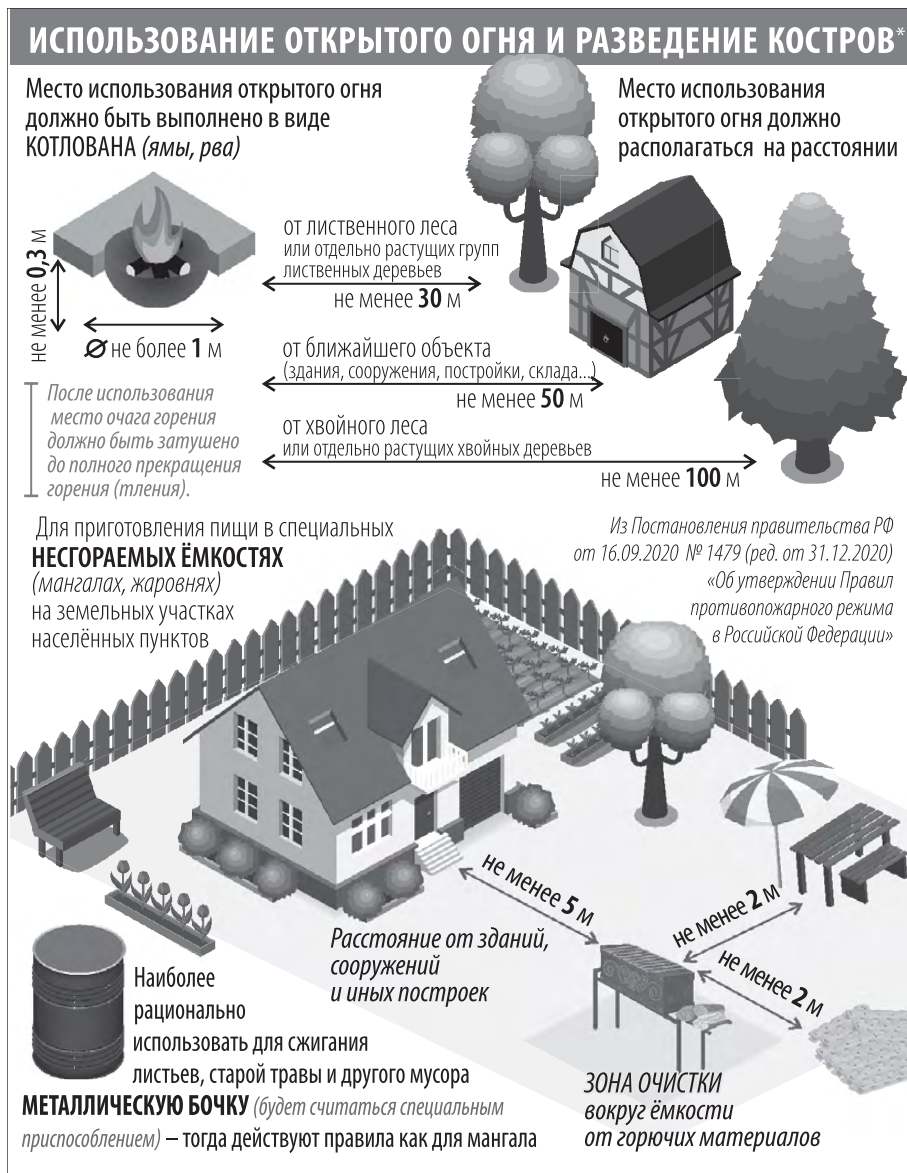 ИСПОЛЬЗОВАНИЕ ОТКРЫТОГО ОГНЯ И РАЗВЕДЕНИЕ КОСТРОВ*
Место использования открытого огня
должно быть выполнено в виде
КОТЛОВАНА (ямы, рва)
не менее 0,3 м
⌀ не более 1 м
После использования
место очага горения
должно быть затушено
до полного прекращения
горения (тления).
Место использования
открытого огня должно
располагаться на расстоянии
от лиственного леса
или отдельно растущих групп
лиственных деревьев
не менее 30 м
от ближайшего объекта
(здания, сооружения, постройки, склада...)
не менее 50 м
от хвойного леса
или отдельно растущих хвойных деревьев
не менее 100 м
Для приготовления пищи в специальных
НЕСГОРАЕМЫХ ЁМКОСТЯХ
(мангалах, жаровнях)
на земельных участках
населённых пунктов
Из Постановления правительства РФ
от 16.09.2020 № 1479 (ред. от 31.12.2020)
«Об утверждении Правил
противопожарного режима
в Российской Федерации»
не менее 5 м
Расстояние от зданий,
сооружений
и иных построек
не менее 2 м
не менее 2 м
ЗОНА ОЧИСТКИ
вокруг ёмкости
от горючих материалов
Наиболее
рационально
использовать для сжигания
листьев, старой травы и другого мусора
МЕТАЛЛИЧЕСКУЮ БОЧКУ (будет считаться специальным
приспособлением) – тогда действуют правила как для мангала